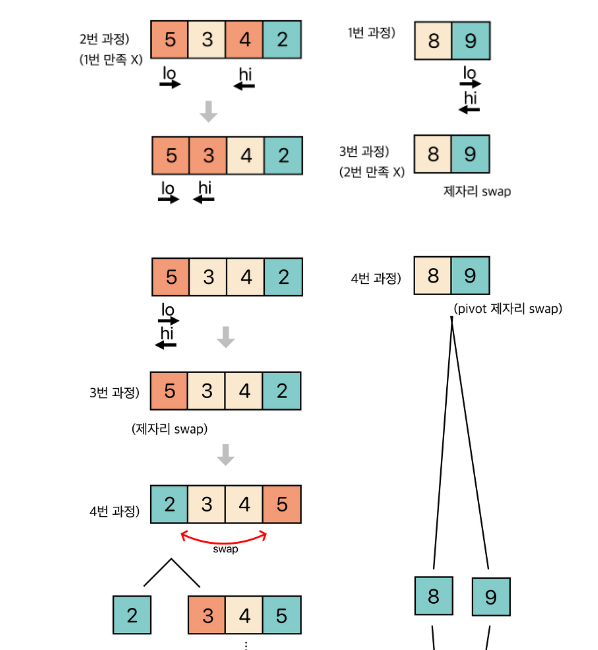 2번 과정)
(1번 만족 X)
5 3 4 2
lo
hi
5 3 4 2
lo
hi
5 3 4 2
lo
hi
3번 과정)
5 3 4 2
(제자리 swap)
4번 과정)
2 3 4 5
swap
2
3 4 5
⋮
1번 과정)
8 9
lo
hi
3번 과정)
(2번 만족 X)
8 9
제자리 swap
4번 과정)
8 9
(pivot 제자리 swap)
8
9